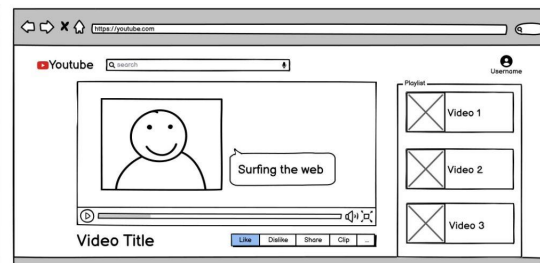 https://youtube.com
YouTube
search
Username
Playlist
Video 1
Surfing the web
Video 2
Video 3
Video Title
Like Dislike Share Clip ...